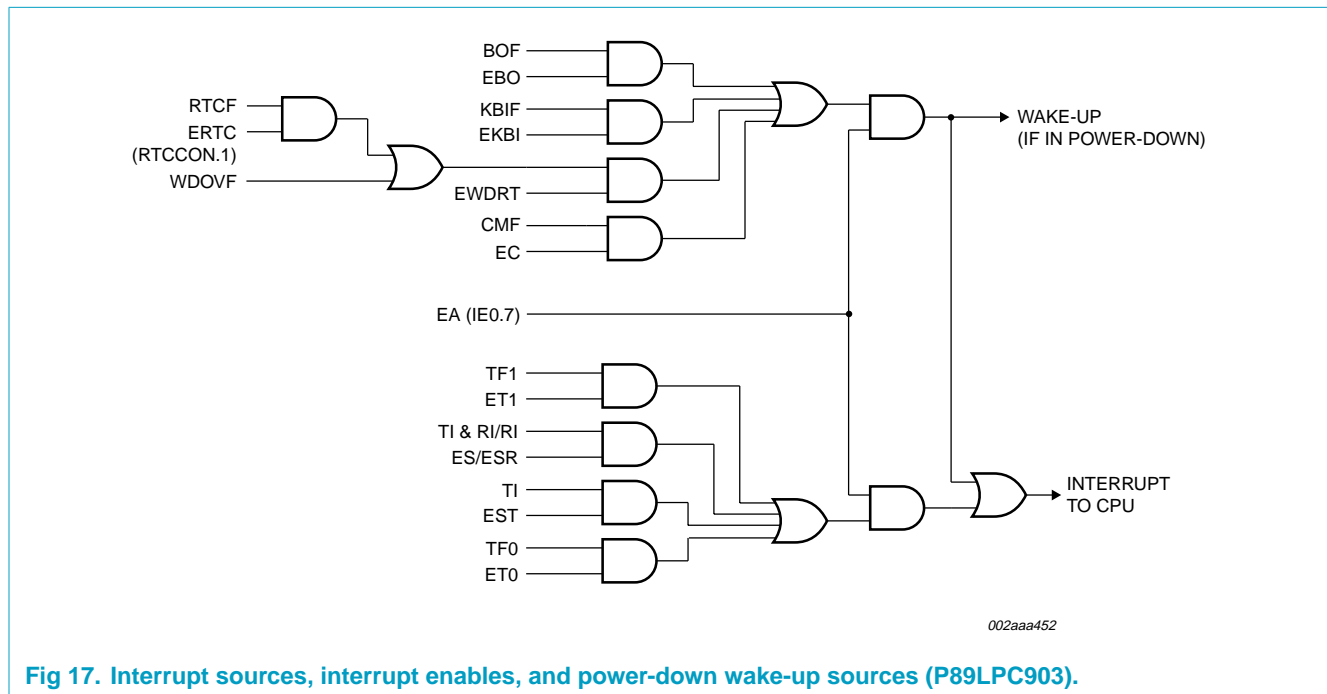 BOF
EBO
RTCF
ERTC
(RTCCON.1)
WDOVF
KBIF
EKBI
EWDRT
CMF
EC
WAKE-UP
(IF IN POWER-DOWN)
EA (IE0.7)
TF1
ET1
TI & RI/RI
ES/ESR
TI
EST
TF0
ET0
INTERRUPT
TO CPU
002aaa452
Fig 17. Interrupt sources, interrupt enables, and power-down wake-up sources (P89LPC903).